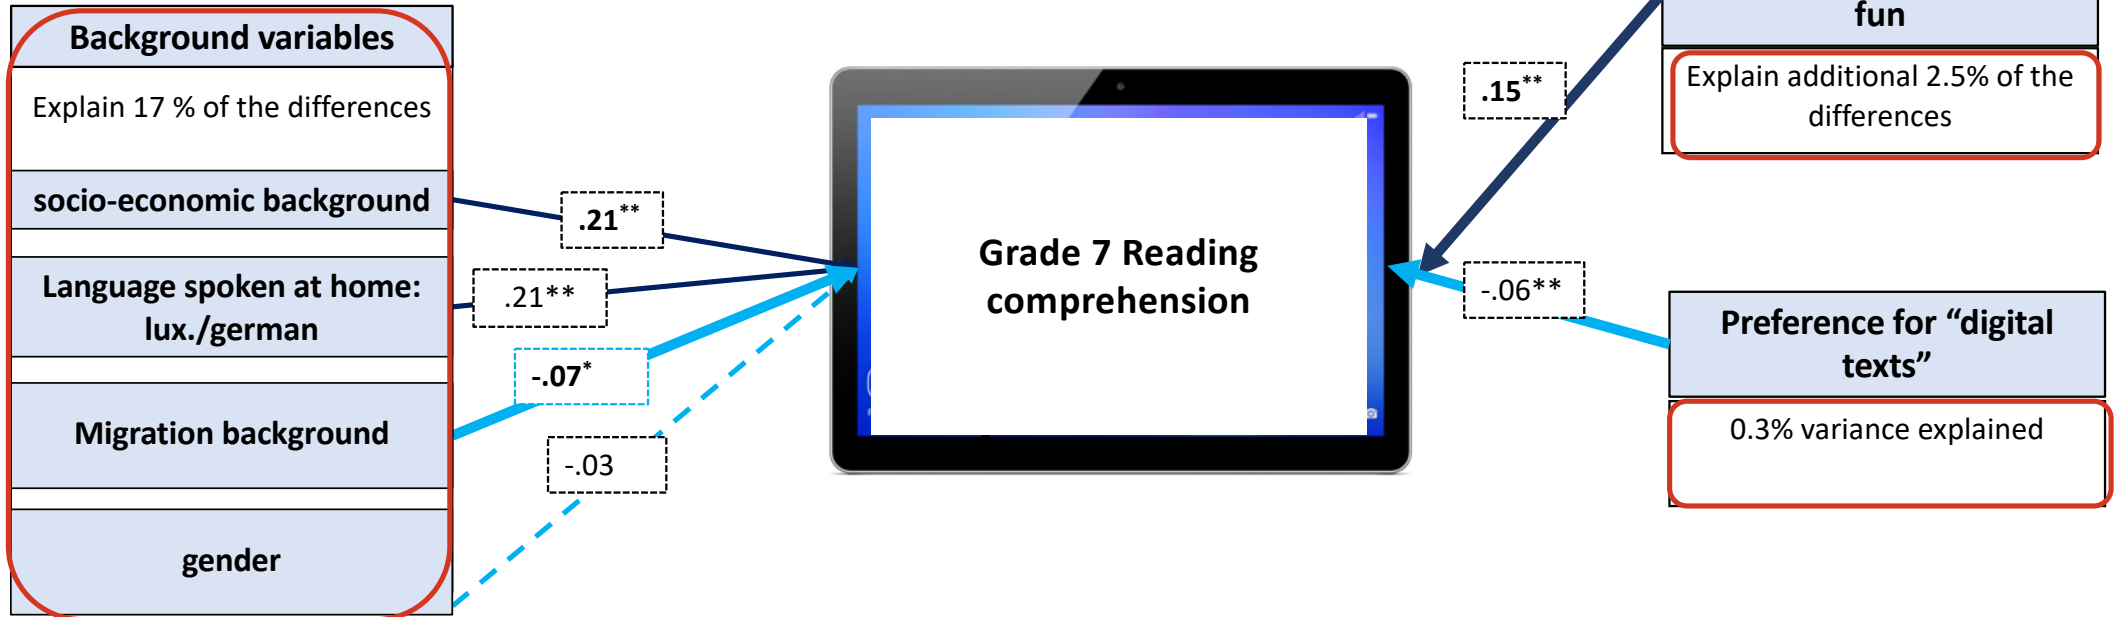 Background variables
Explain 17 % of the differences
socio-economic background
Language spoken at home:
lux./german
Migration background
gender
.21**
.21**
-.07*
-.03
Grade 7 Reading
comprehension
.15**
-.06**
fun
Explain additional 2.5% of the
differences
Preference for “digital
texts”
0.3% variance explained